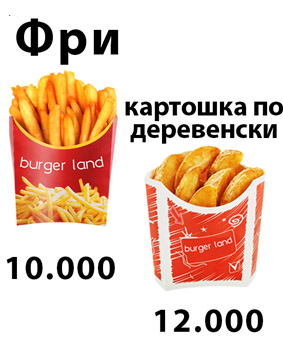 Фри
картошка по
деревенски
burger land
burger land
10.000
12.000